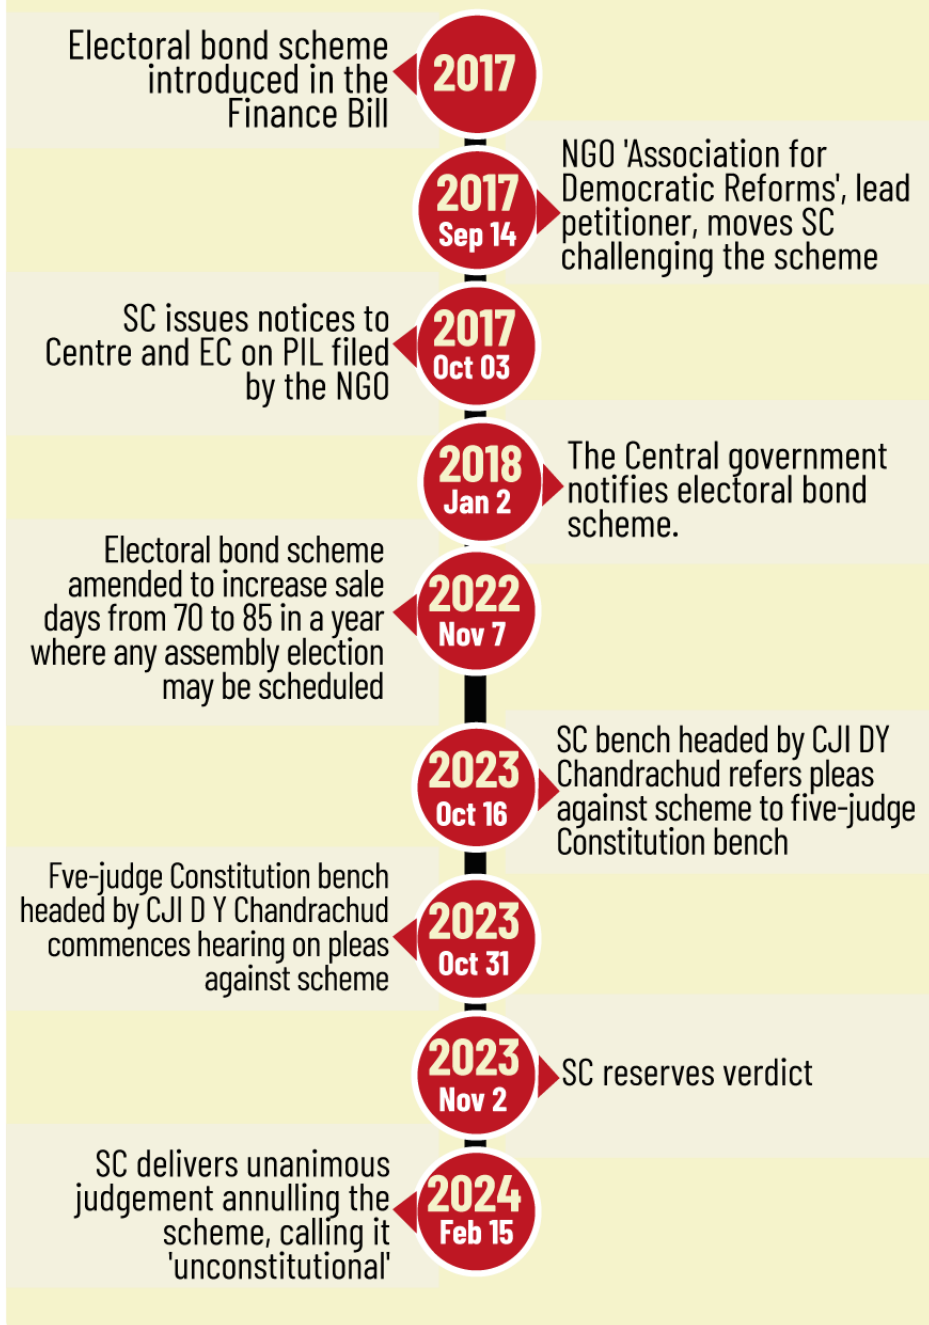 Electoral bond scheme
introduced in the
Finance Bill
2017
2017
Sep 14
NGO 'Association for
Democratic Reforms', lead
petitioner, moves SC
challenging the scheme
SC issues notices to
Centre and EC on PIL filed
by the NGO
2017
Oct 03
2018
Jan 2
The Central government
notifies electoral bond
scheme.
Electoral bond scheme
amended to increase sale
days from 70 to 85 in a year
where any assembly election
may be scheduled
2022
Nov 7
2023
Oct 16
SC bench headed by CJI DY
Chandrachud refers pleas
against scheme to five-judge
Constitution bench
Fve-judge Constitution bench
headed by CJI D Y Chandrachud
commences hearing on pleas
against scheme
2023
Oct 31
2023
Nov 2
SC reserves verdict
SC delivers unanimous
judgement annulling the
scheme, calling it
'unconstitutional'
2024
Feb 15